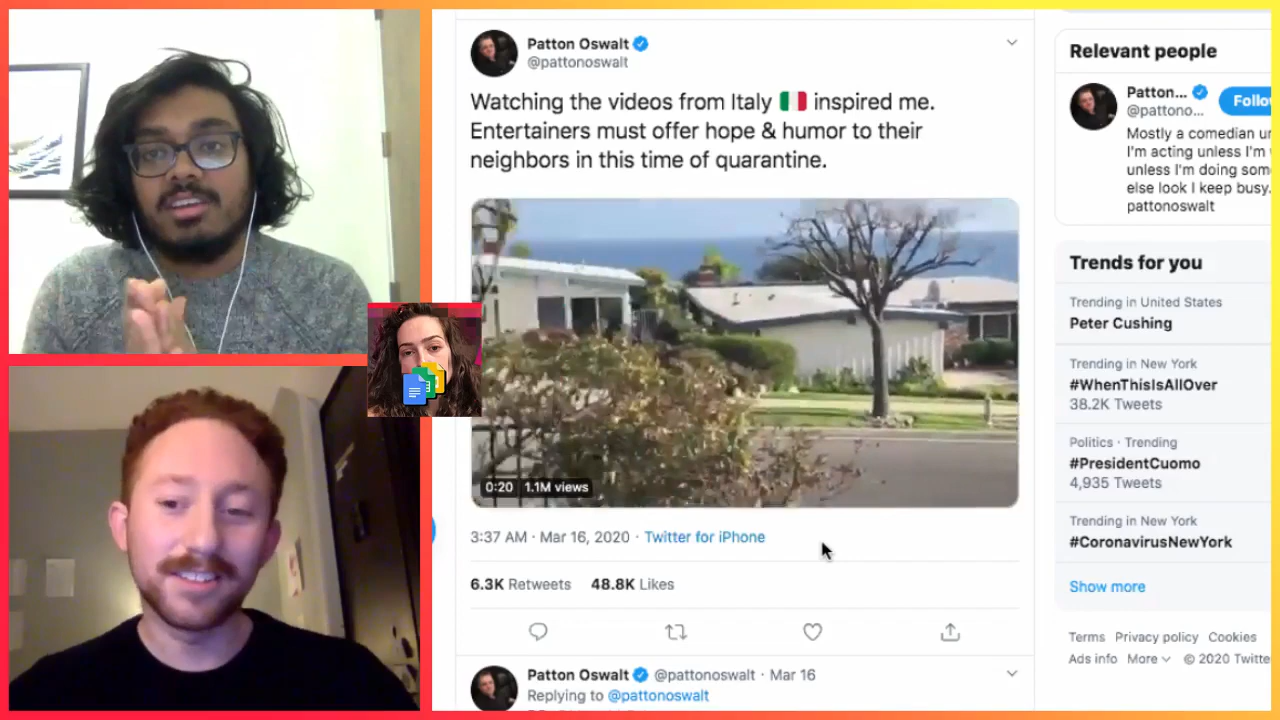 Patton Oswalt
@pattonoswalt
Watching the videos from Italy 🇮🇹 inspired me.
Entertainers must offer hope & humor to their
neighbors in this time of quarantine.
0:20 1.1M views
3:37 AM · Mar 16, 2020 · Twitter for iPhone
6.3K Retweets 48.8K Likes
Patton Oswalt @pattonoswalt · Mar 16
Replying to @pattonoswalt
Relevant people
Patton...
@pattono...
Follo
Mostly a comedian
I'm acting unless I'm
unless I'm doing som
else look I keep busy.
pattonoswalt
Trends for you
Trending in United States
Peter Cushing
Trending in New York
#WhenThisIsAllOver
38.2K Tweets
Politics · Trending
#PresidentCuomo
4,935 Tweets
Trending in New York
#CoronavirusNewYork
Show more
Terms Privacy policy Cookies
Ads info More © 2020 Twitte